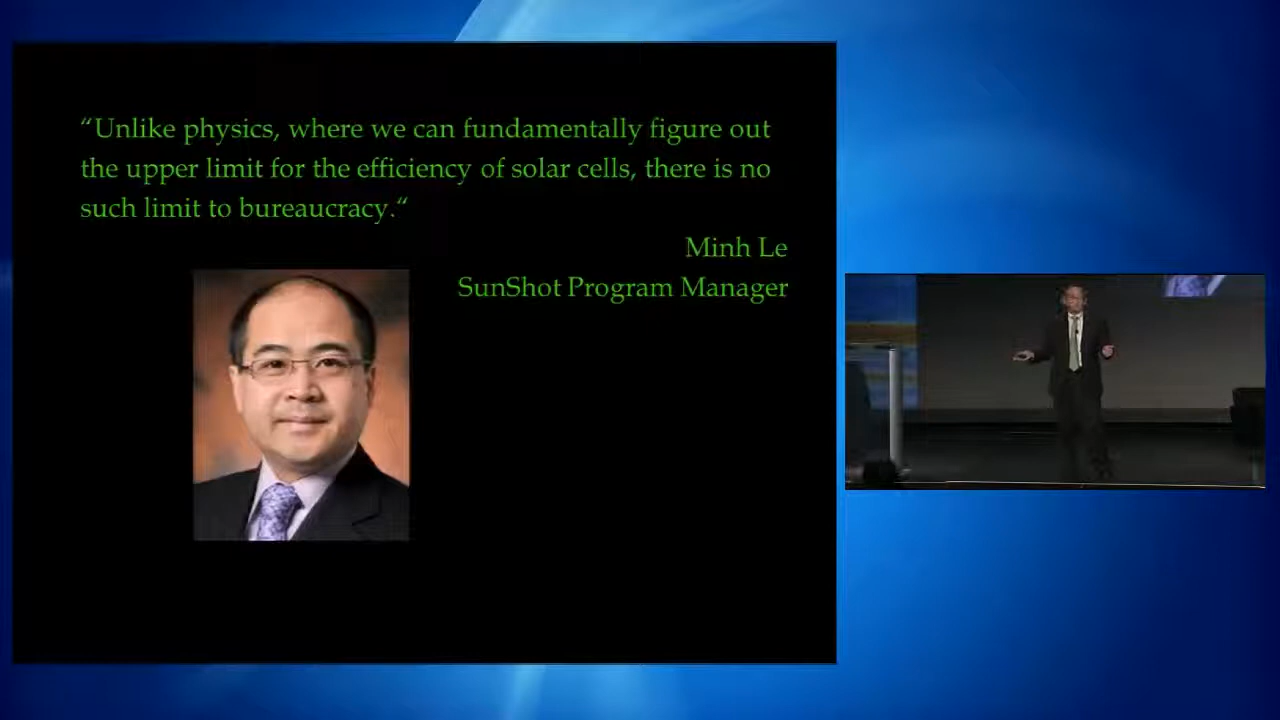 “Unlike physics, where we can fundamentally figure out
the upper limit for the efficiency of solar cells, there is no
such limit to bureaucracy.“
Minh Le
SunShot Program Manager